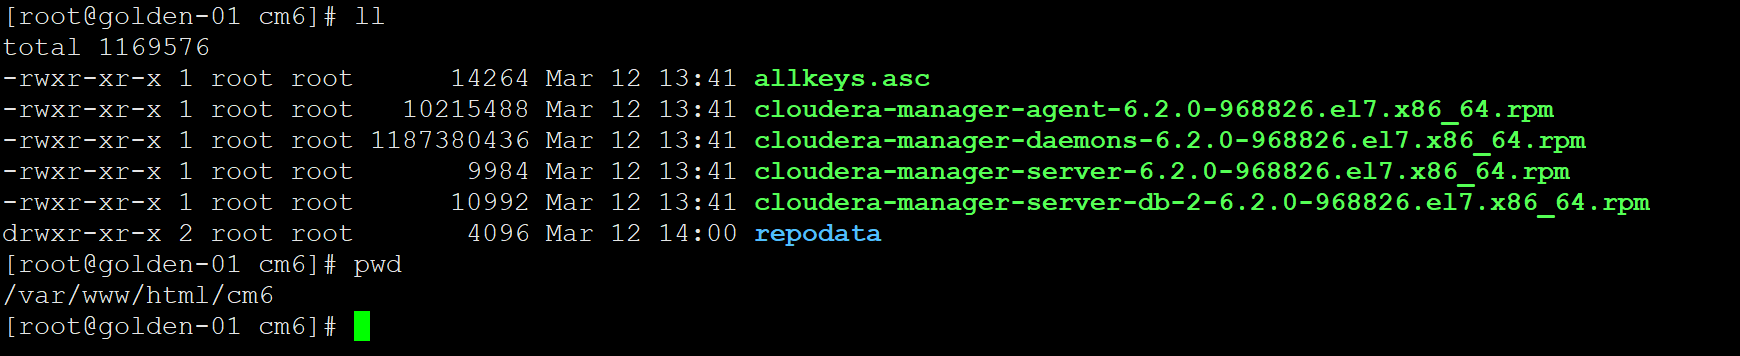 [root@golden-01 cm6]# ll
total 1169576
-rwxr-xr-x 1 root root      14264 Mar 12 13:41 allkeys.asc
-rwxr-xr-x 1 root root   10215488 Mar 12 13:41 cloudera-manager-agent-6.2.0-968826.el7.x86_64.rpm
-rwxr-xr-x 1 root root 1187380436 Mar 12 13:41 cloudera-manager-daemons-6.2.0-968826.el7.x86_64.rpm
-rwxr-xr-x 1 root root       9984 Mar 12 13:41 cloudera-manager-server-6.2.0-968826.el7.x86_64.rpm
-rwxr-xr-x 1 root root      10992 Mar 12 13:41 cloudera-manager-server-db-2-6.2.0-968826.el7.x86_64.rpm
drwxr-xr-x 2 root root       4096 Mar 12 14:00 repodata
[root@golden-01 cm6]# pwd
/var/www/html/cm6
[root@golden-01 cm6]#